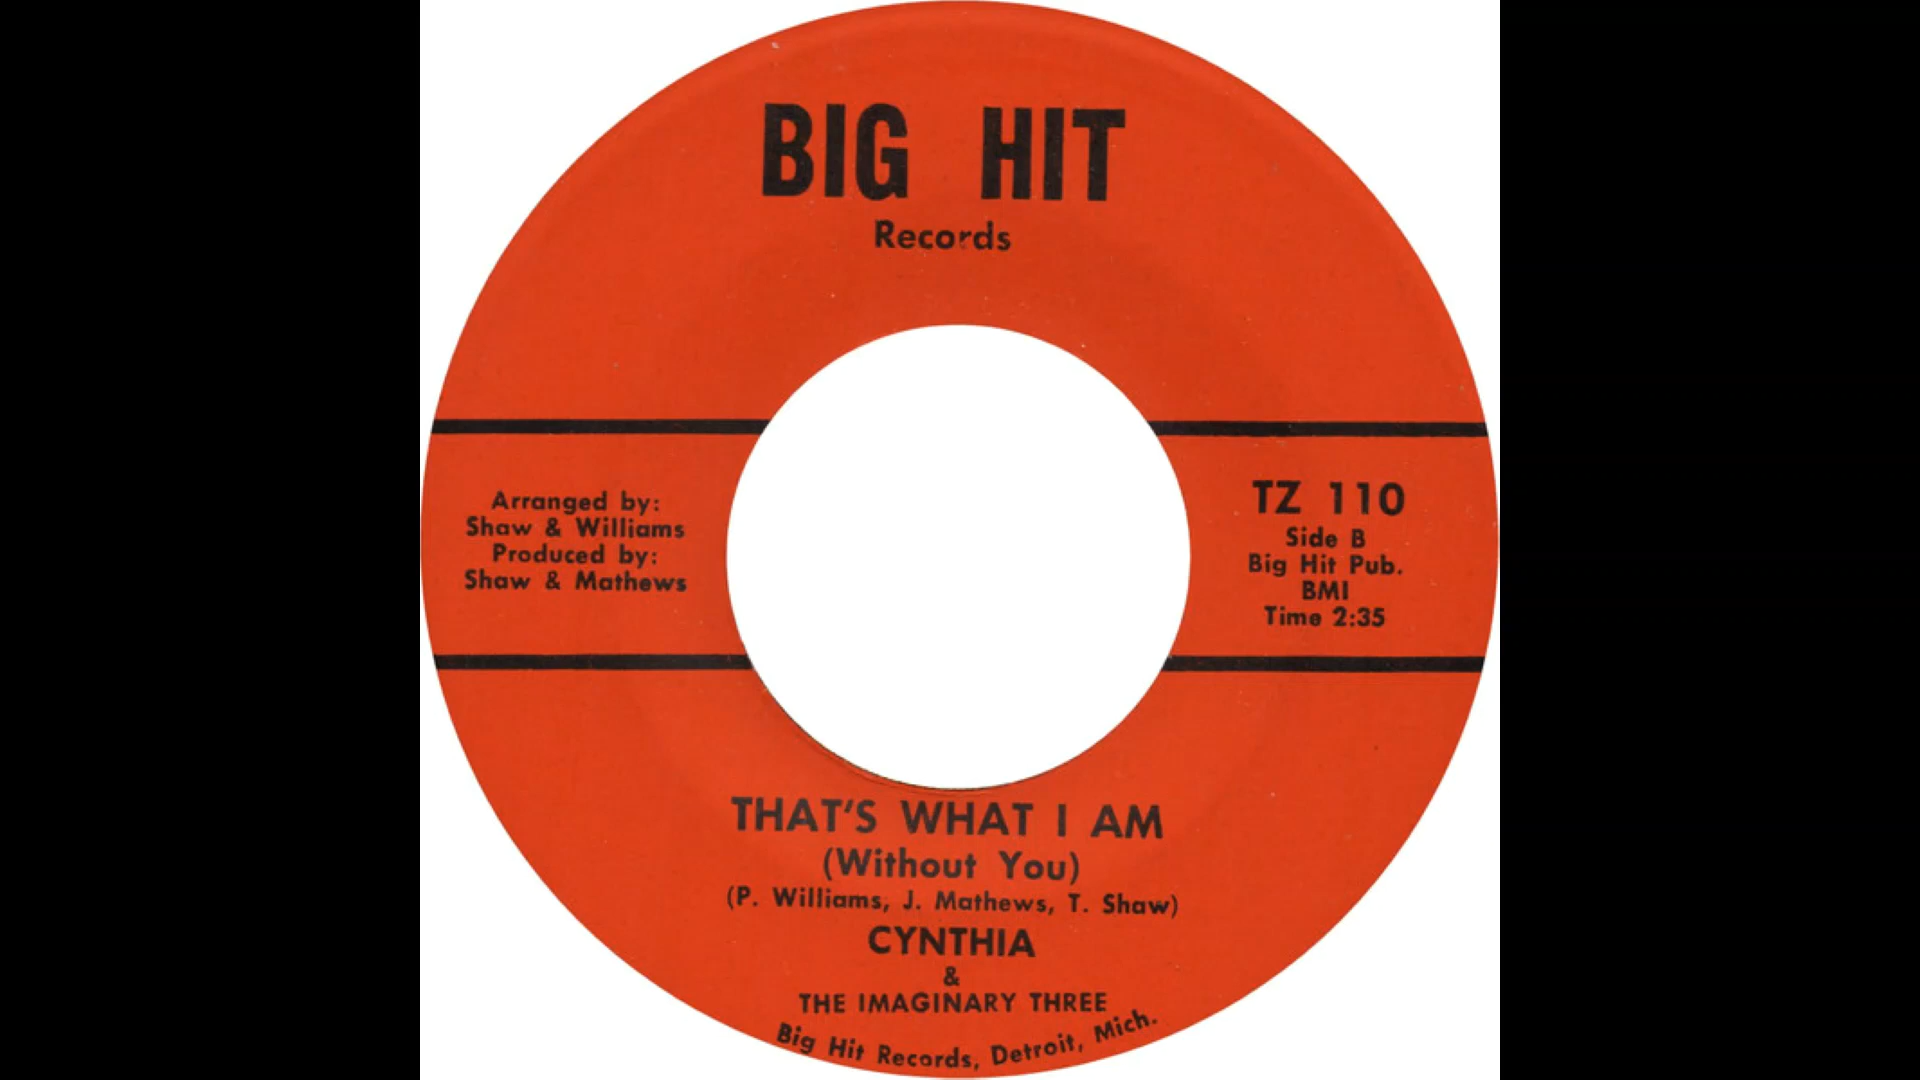 BIG HIT
Records
Arranged by:
Shaw & Williams
Produced by:
Shaw & Mathews
TZ 110
Side B
Big Hit Pub.
BMI
Time 2:35
THAT'S WHAT I AM
(Without You)
(P. Williams, J. Mathews, T. Shaw)
CYNTHIA
&
THE IMAGINARY THREE
Big Hit Records, Detroit, Mich.